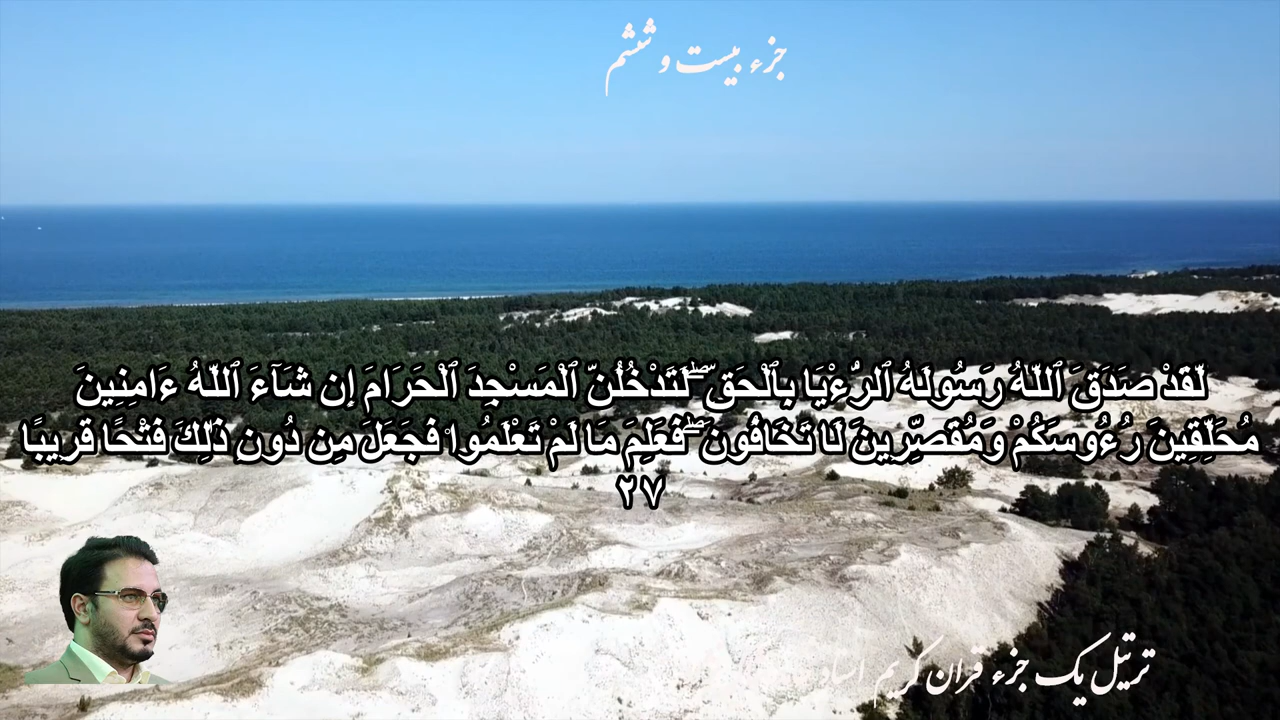 جزء بیست و ششم
لَّقَدْ صَدَقَ ٱللَّهُ رَسُولَهُ ٱلرُّءْيَا بِٱلْحَقِّ ۖ لَتَدْخُلُنَّ ٱلْمَسْجِدَ ٱلْحَرَامَ إِن شَآءَ ٱللَّهُ ءَامِنِينَ
مُحَلِّقِينَ رُءُوسَكُمْ وَمُقَصِّرِينَ لَا تَخَافُونَ ۖ فَعَلِمَ مَا لَمْ تَعْلَمُوا۟ فَجَعَلَ مِن دُونِ ذَٰلِكَ فَتْحًا قَرِيبًا
٢٧
ترتیل یک جزء قرآن کریم